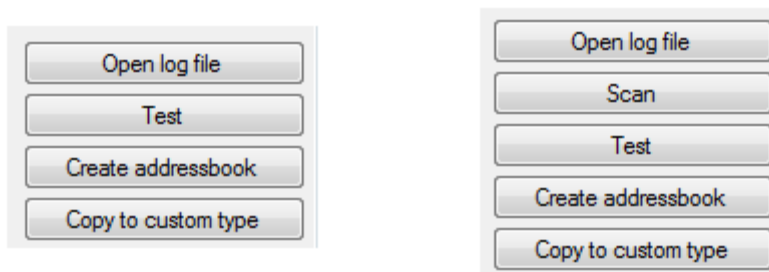 Open log file
Test
Create addressbook
Copy to custom type
Open log file
Scan
Test
Create addressbook
Copy to custom type